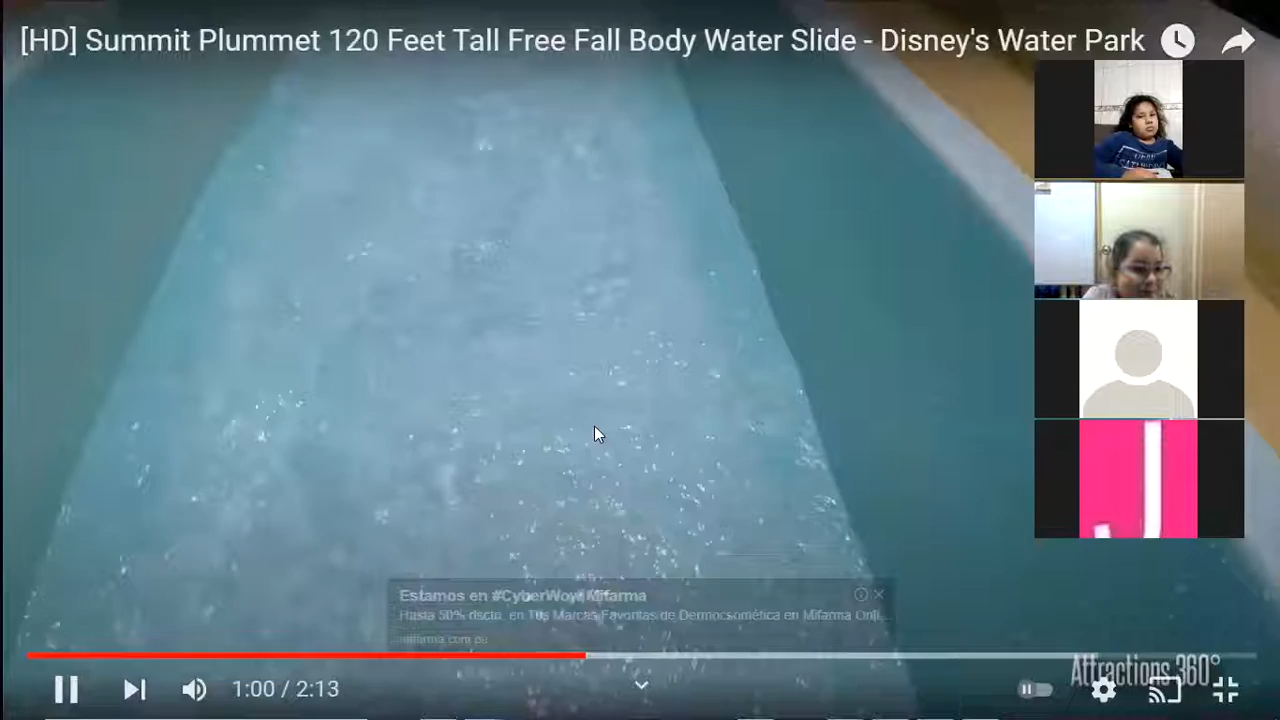 [HD] Summit Plummet 120 Feet Tall Free Fall Body Water Slide - Disney's Water Park
Estamos en #CyberWow | Mifarma
Hasta 50% dscto. en Tus Marcas Favoritas de Dermocsomética en Mifarma Onli...
mifarma.com.pe
Attractions 360°
1:00 / 2:13
J